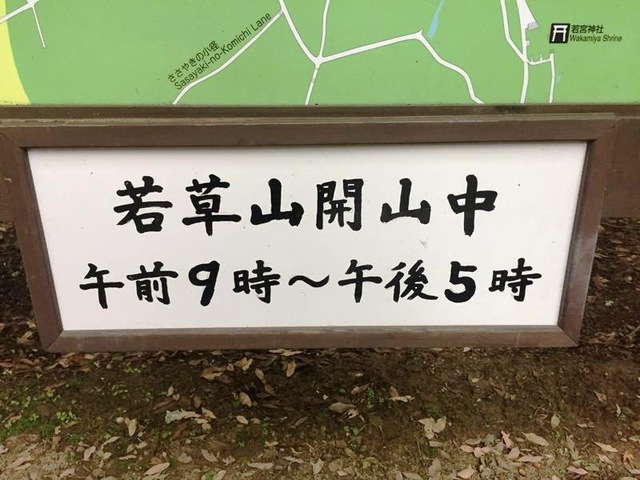 若宮神社
Wakamiya Shrine
ささやきの小径
Sasayaki-no-Komichi Lane
若草山開山中
午前9時～午後5時